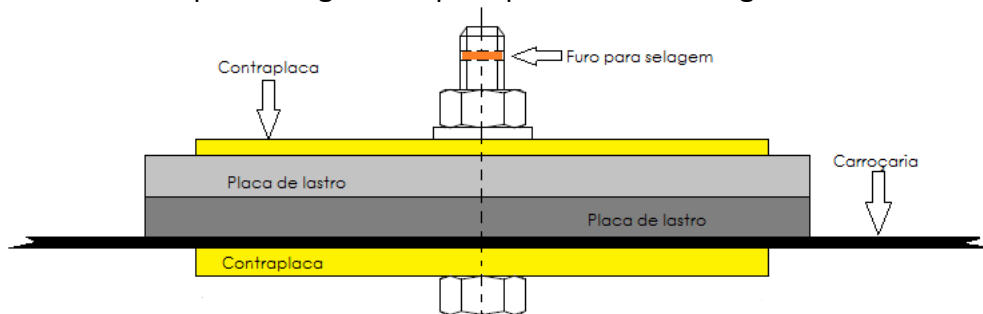 Furo para selagem
Contraplaca
Carroçaria
Placa de lastro
Placa de lastro
Contraplaca